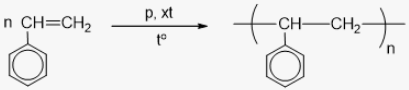 n CH=CH₂ p, xt CH CH₂
t° n